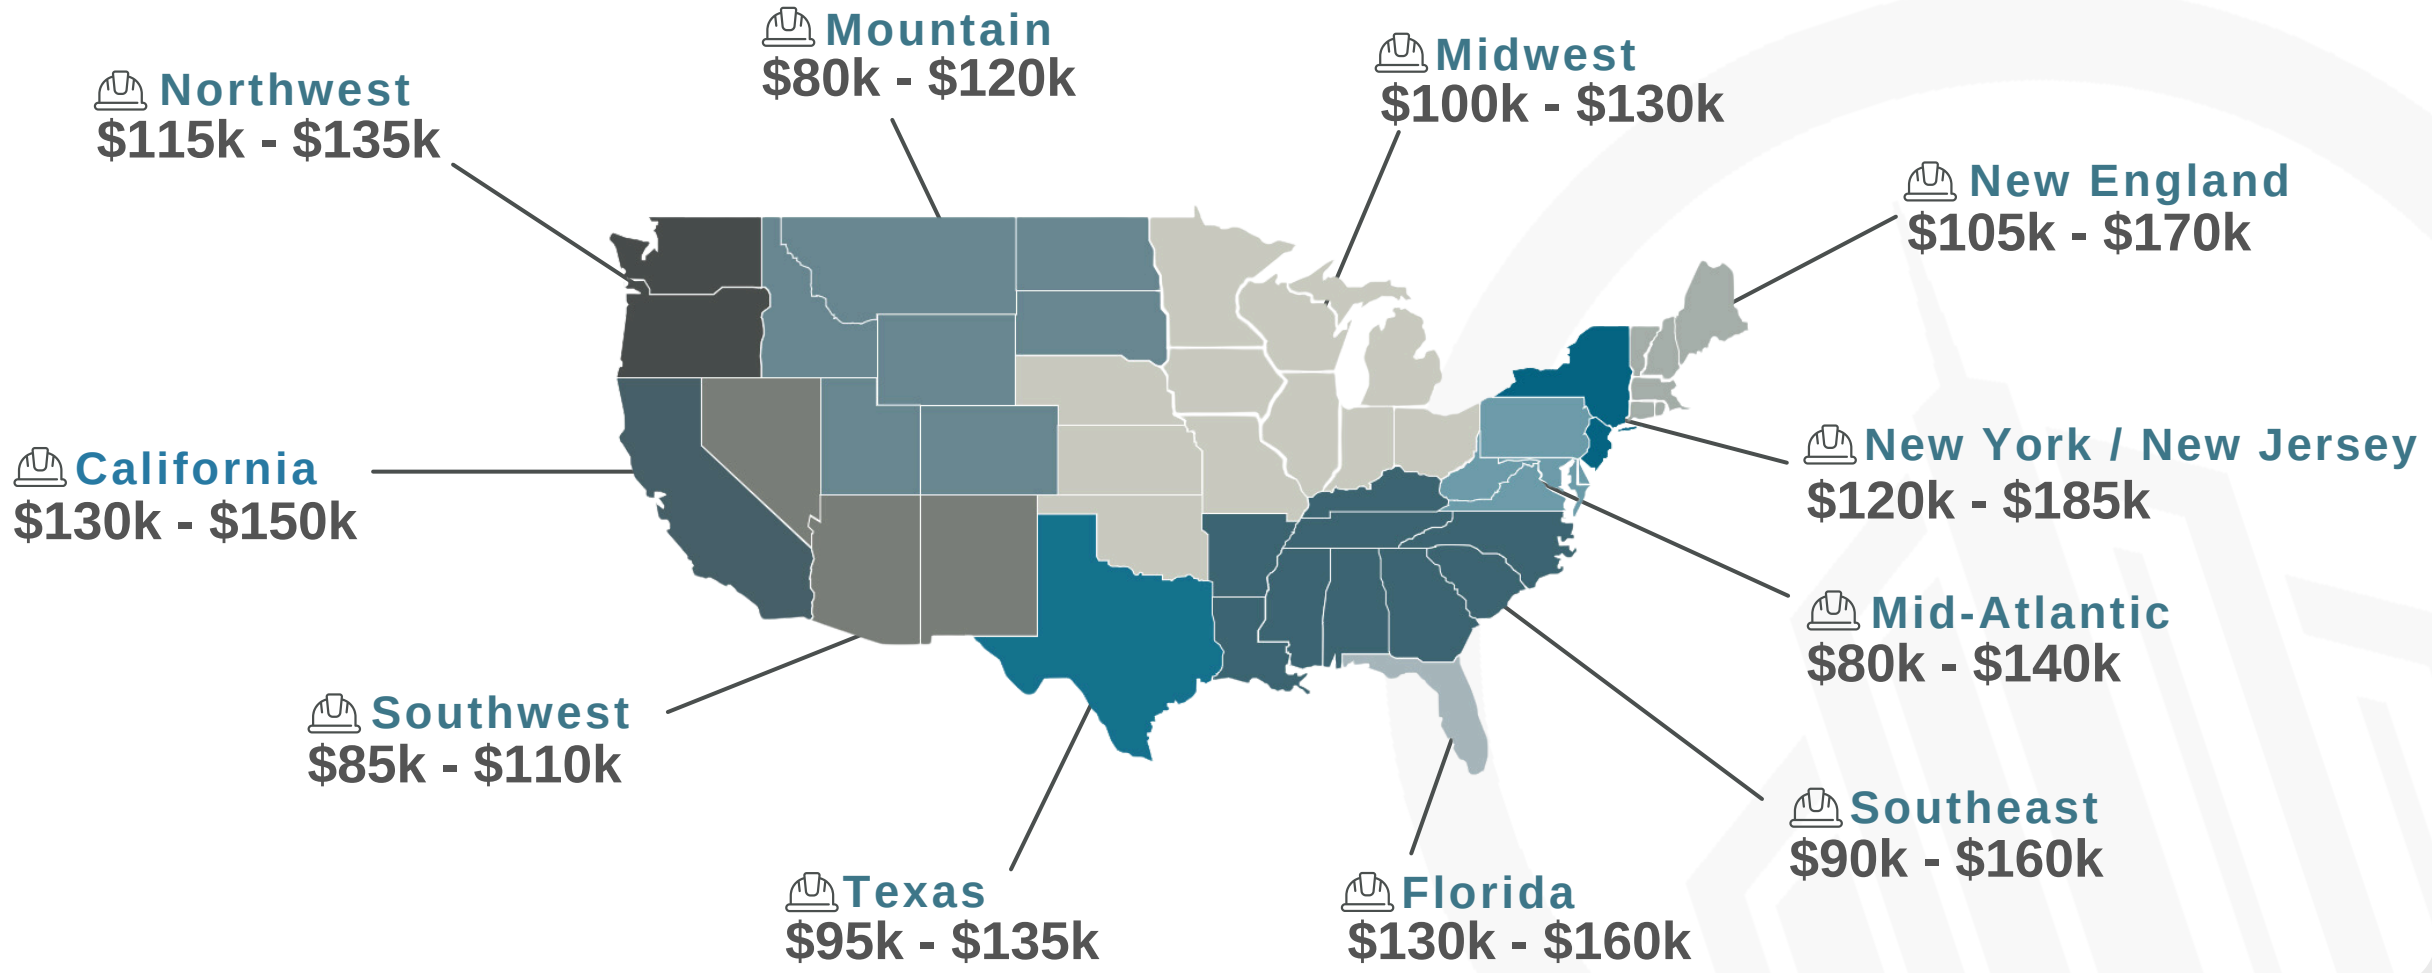 Mountain
$80k - $120k
Midwest
$100k - $130k
Northwest
$115k - $135k
New England
$105k - $170k
California
$130k - $150k
New York / New Jersey
$120k - $185k
Mid-Atlantic
$80k - $140k
Southwest
$85k - $110k
Southeast
$90k - $160k
Texas
$95k - $135k
Florida
$130k - $160k